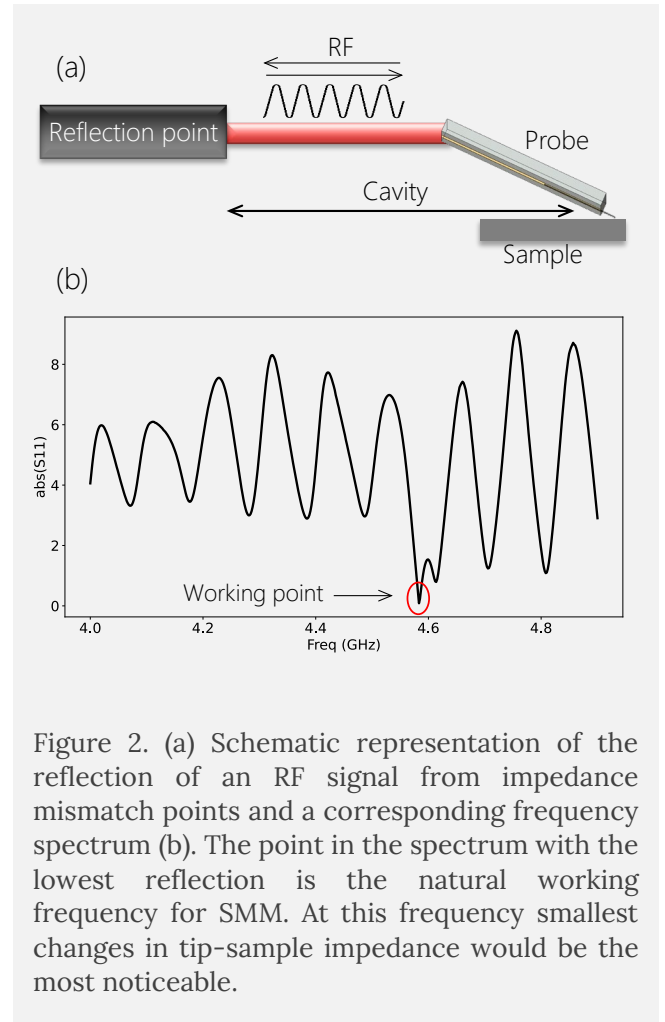 (a)
RF
Reflection point
Probe
Cavity
Sample
(b)
abs(S11)
8
6
4
2
0
Working point
4.0 4.2 4.4 4.6 4.8
Freq (GHz)
Figure 2. (a) Schematic representation of the
reflection of an RF signal from impedance
mismatch points and a corresponding frequency
spectrum (b). The point in the spectrum with the
lowest reflection is the natural working
frequency for SMM. At this frequency smallest
changes in tip-sample impedance would be the
most noticeable.